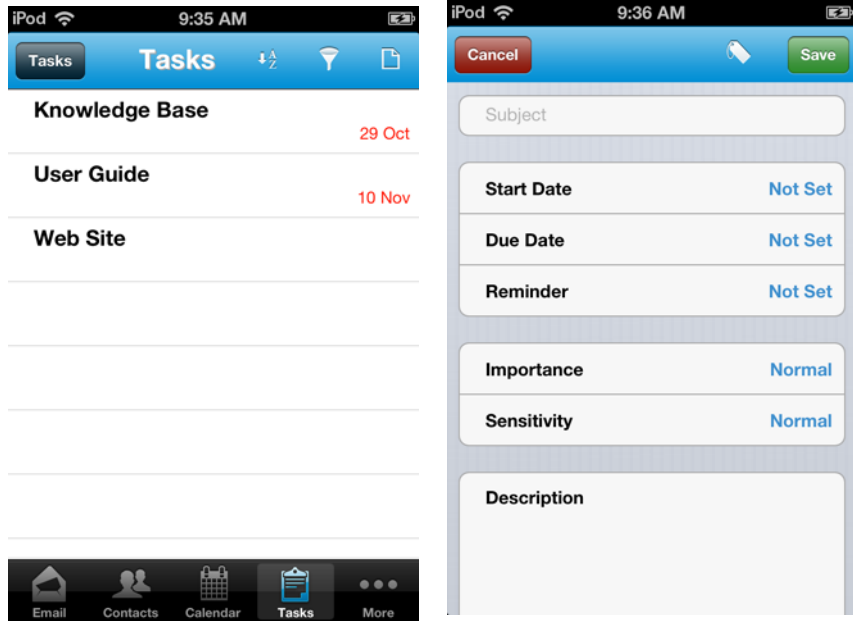 iPod 9:35 AM
Tasks Tasks
Knowledge Base
29 Oct
User Guide
10 Nov
Web Site
Email Contacts Calendar Tasks More
iPod 9:36 AM
Cancel Save
Subject
Start Date Not Set
Due Date Not Set
Reminder Not Set
Importance Normal
Sensitivity Normal
Description